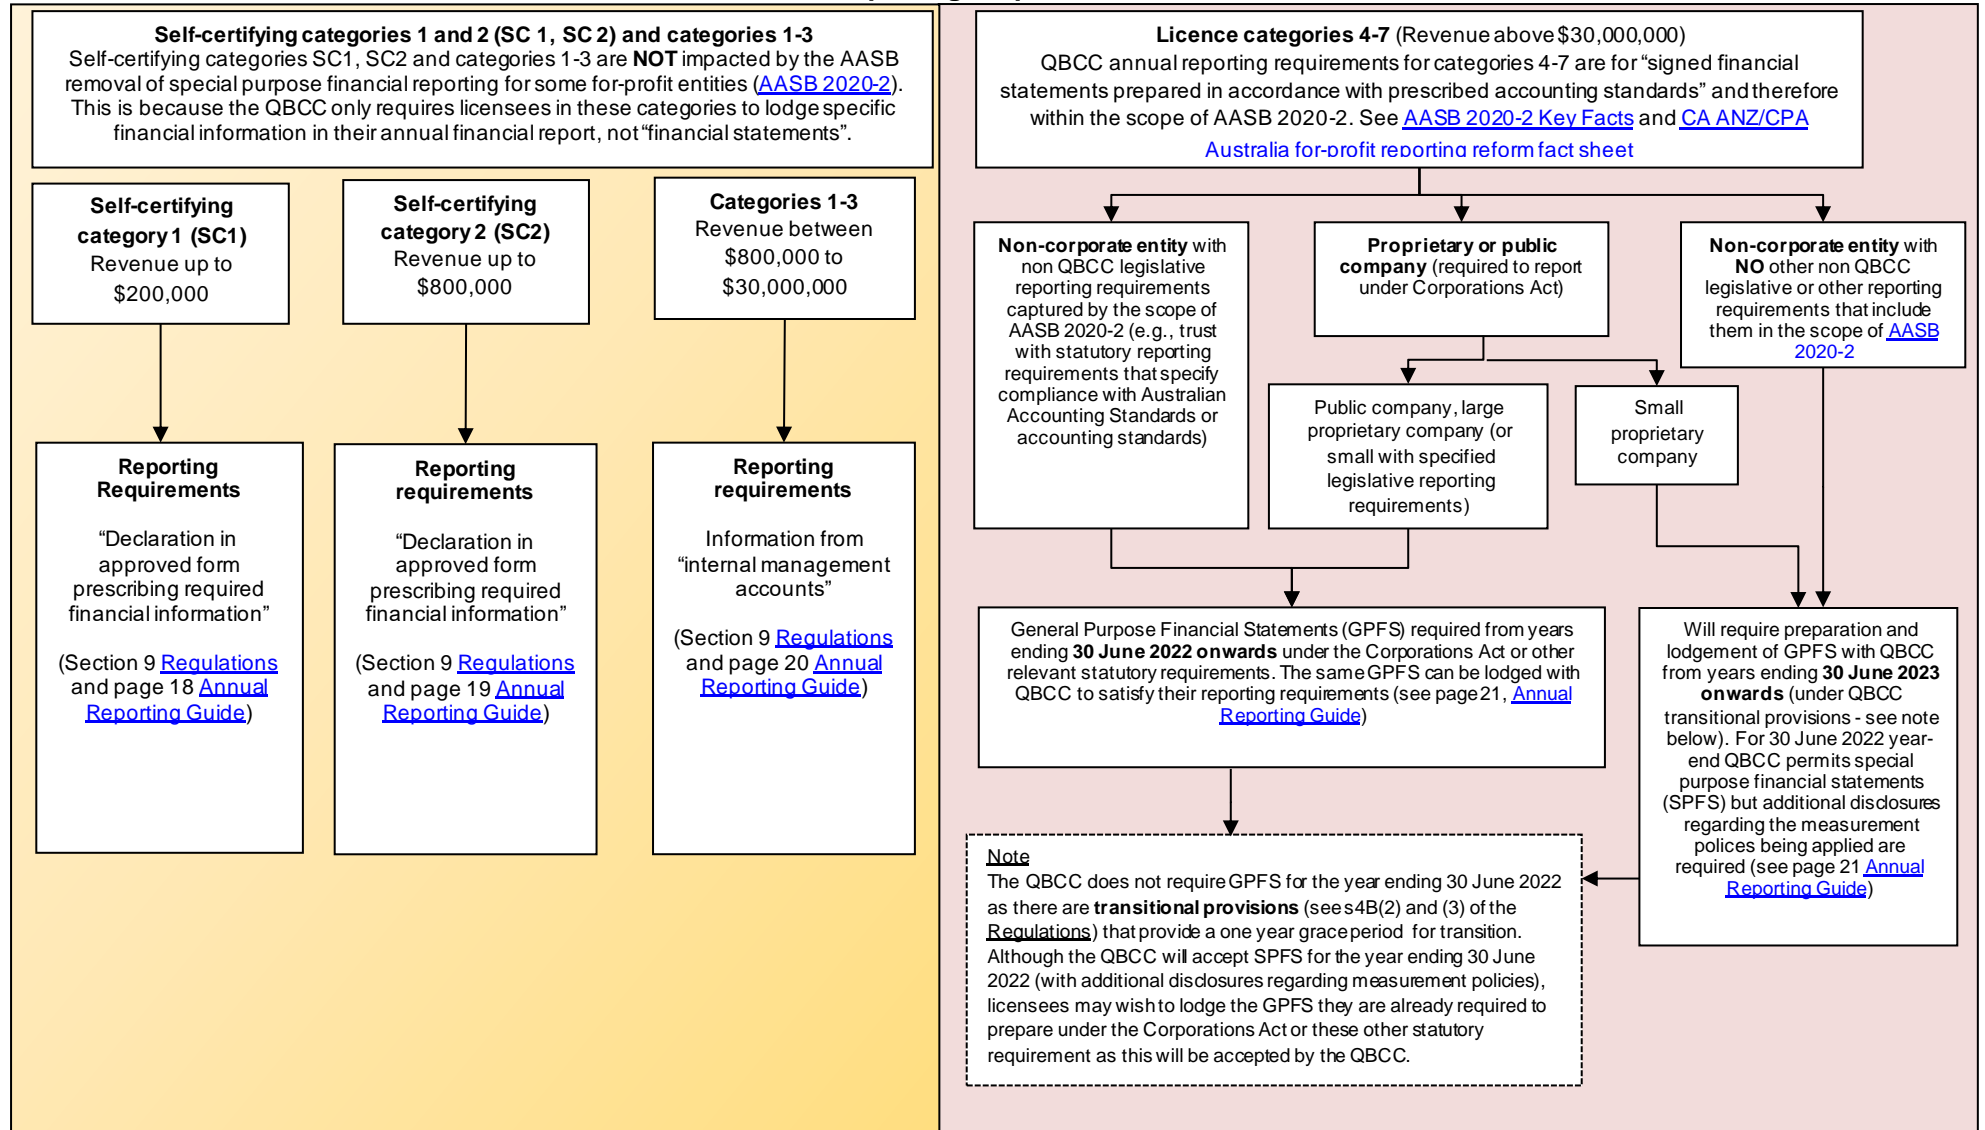 Self-certifying categories 1 and 2 (SC 1, SC 2) and categories 1-3
Self-certifying categories SC1, SC2 and categories 1-3 are NOT impacted by the AASB
removal of special purpose financial reporting for some for-profit entities (AASB 2020-2).
This is because the QBCC only requires licensees in these categories to lodge specific
financial information in their annual financial report, not “financial statements”.
Self-certifying
category 1 (SC1)
Revenue up to
$200,000
Self-certifying
category 2 (SC2)
Revenue up to
$800,000
Categories 1-3
Revenue between
$800,000 to
$30,000,000
Reporting
Requirements
“Declaration in
approved form
prescribing required
financial information”
(Section 9 Regulations
and page 18 Annual
Reporting Guide)
Reporting
requirements
“Declaration in
approved form
prescribing required
financial information”
(Section 9 Regulations
and page 19 Annual
Reporting Guide)
Reporting
requirements
Information from
“internal management
accounts”
(Section 9 Regulations
and page 20 Annual
Reporting Guide)
Licence categories 4-7 (Revenue above $30,000,000)
QBCC annual reporting requirements for categories 4-7 are for “signed financial
statements prepared in accordance with prescribed accounting standards” and therefore
within the scope of AASB 2020-2. See AASB 2020-2 Key Facts and CA ANZ/CPA
Australia for-profit reporting reform fact sheet
Non-corporate entity with
non QBCC legislative
reporting requirements
captured by the scope of
AASB 2020-2 (e.g., trust
with statutory reporting
requirements that specify
compliance with Australian
Accounting Standards or
accounting standards)
Proprietary or public
company (required to report
under Corporations Act)
Non-corporate entity with
NO other non QBCC
legislative or other reporting
requirements that include
them in the scope of AASB
2020-2
Public company, large
proprietary company (or
small with specified
legislative reporting
requirements)
Small
proprietary
company
General Purpose Financial Statements (GPFS) required from years
ending 30 June 2022 onwards under the Corporations Act or other
relevant statutory requirements. The same GPFS can be lodged with
QBCC to satisfy their reporting requirements (see page 21, Annual
Reporting Guide)
Will require preparation and
lodgement of GPFS with QBCC
from years ending 30 June 2023
onwards (under QBCC
transitional provisions - see note
below). For 30 June 2022 year-
end QBCC permits special
purpose financial statements
(SPFS) but additional disclosures
regarding the measurement
polices being applied are
required (see page 21 Annual
Reporting Guide)
Note
The QBCC does not require GPFS for the year ending 30 June 2022
as there are transitional provisions (see s4B(2) and (3) of the
Regulations) that provide a one year grace period for transition.
Although the QBCC will accept SPFS for the year ending 30 June
2022 (with additional disclosures regarding measurement policies),
licensees may wish to lodge the GPFS they are already required to
prepare under the Corporations Act or these other statutory
requirement as this will be accepted by the QBCC.